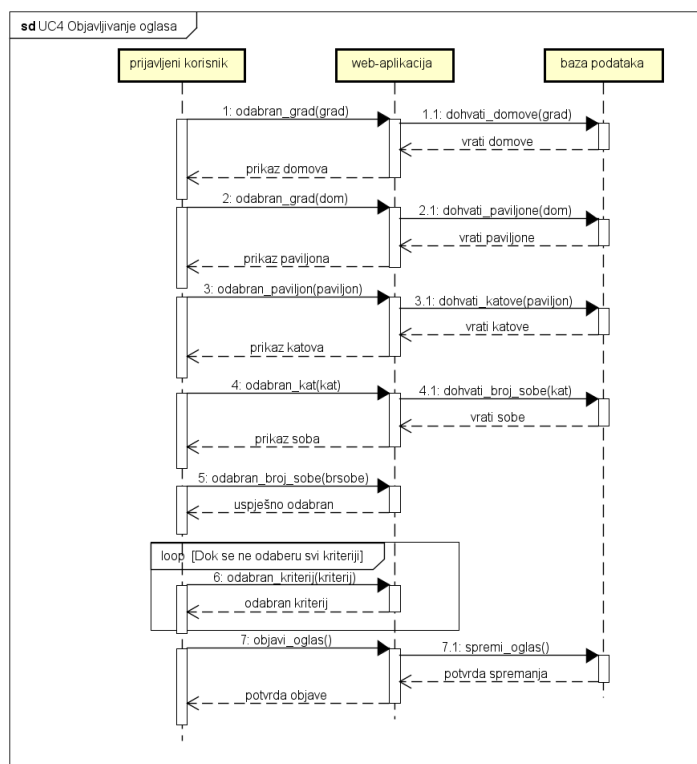 sd UC4 Objavljivanje oglasa
prijavljeni korisnik
web-aplikacija
baza podataka
1: odabran_grad(grad)
1.1: dohvati_domove(grad)
vrati domove
prikaz domova
2: odabran_grad(dom)
2.1: dohvati_paviljone(dom)
vrati paviljone
prikaz paviljona
3: odabran_paviljon(paviljon)
3.1: dohvati_katove(paviljon)
vrati katove
prikaz katova
4: odabran_kat(kat)
4.1: dohvati_broj_sobe(kat)
vrati sobe
prikaz soba
5: odabran_broj_sobe(brsobe)
uspješno odabran
loop [Dok se ne odaberu svi kriteriji]
6: odabran_kriterij(kriterij)
odabran kriterij
7: objavi_oglas()
7.1: spremi_oglas()
potvrda spremanja
potvrda objave